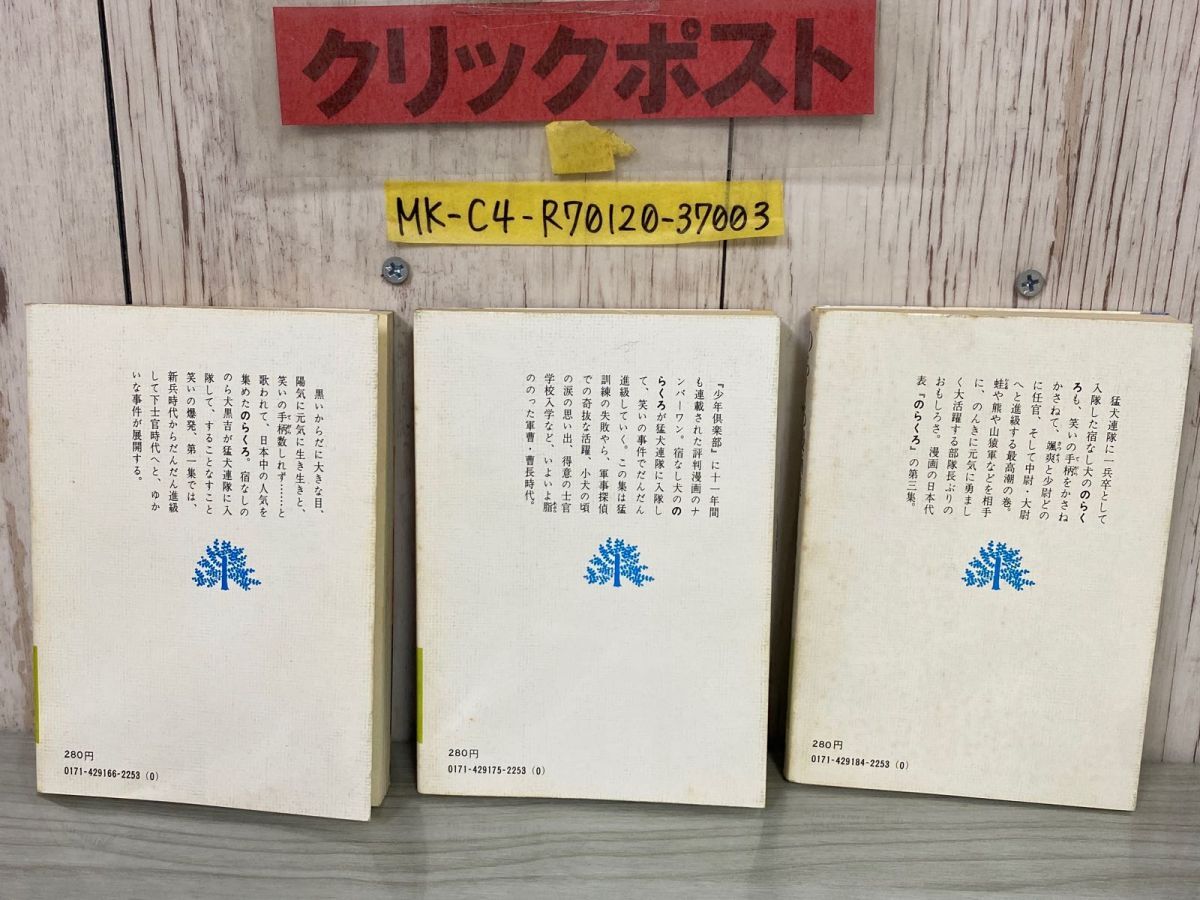 クリックポスト
MK-C4-R70120-37003
黒いからだに大きな目、
陽気に元気に生き生きと、
笑いの手柄数しれず……と
歌われて、日本中の人気を
集めたのらくろ。宿なしの
のら犬黒吉が猛犬連隊に入
隊して、することなすこと
笑いの爆発。第一集では、
新兵時代からだんだん進級
して下士官時代へと、ゆか
いな事件が展開する。
280円
0171-429166-2253(0)
『少年俱楽部』に十一年間
も連載された評判漫画のナ
ンバーワン。宿なし犬のの
らくろが猛犬連隊に入隊し
て、笑いの事件でだんだん
進級していく。この集は猛
訓練の失敗やら、軍事探偵
での奇抜な活躍、小犬の頃
の涙の思い出、得意の士官
学校入学など、いよいよ脂
ののった軍曹・曹長時代。
280円
0171-429175-2253(0)
猛犬連隊に一兵卒として
入隊した宿なし犬ののらく
ろも、笑いの手柄をかさね
かさねて、颯爽と少尉どの
に任官、そして中尉・大尉
へと進級する最高潮の巻。
蛙や熊や山猿軍などを相手
に、のんきに元気に勇まし
く大活躍する部隊長ぶりの
おもしろさ。漫画の日本代
表『のらくろ』の第三集。
280円
0171-429184-2253(0)